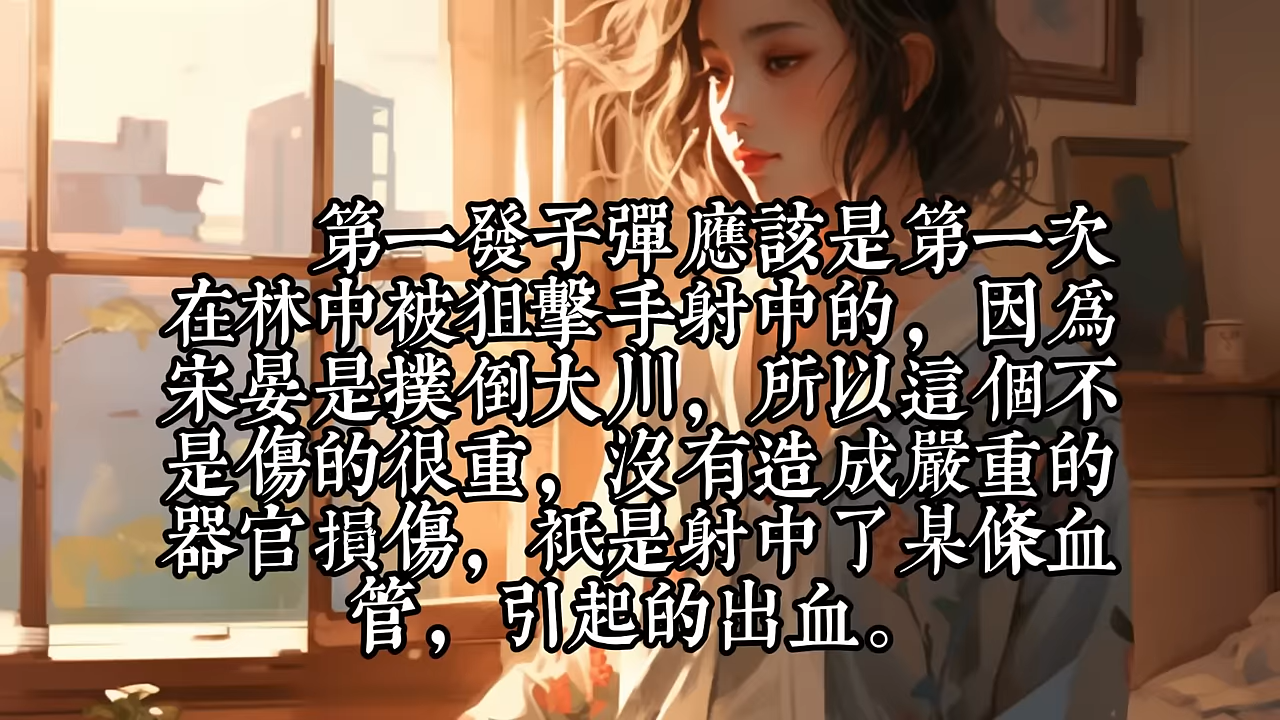 第一發子彈應該是第一次
在林中被狙擊手射中的，因爲
宋晏是撲倒大川，所以這個不
是傷的很重，沒有造成嚴重的
器官損傷，衹是射中了某條血
管，引起的出血。